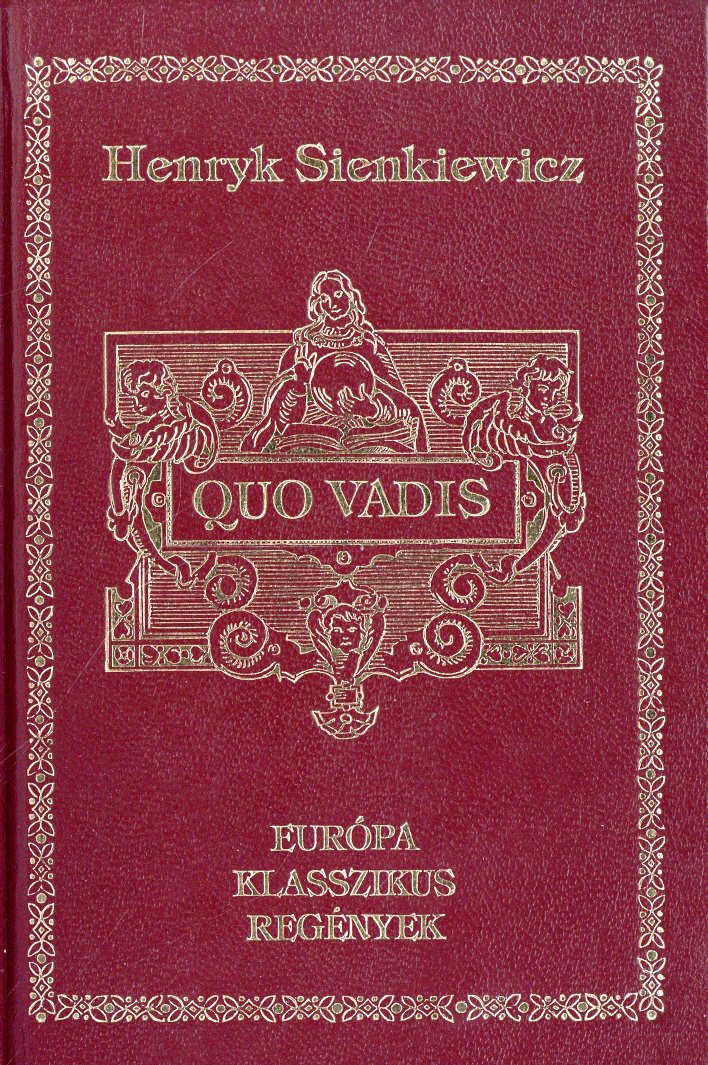 Henryk Sienkiewicz
QUO VADIS
EURÓPA
KLASSZIKUS
REGÉNYEK